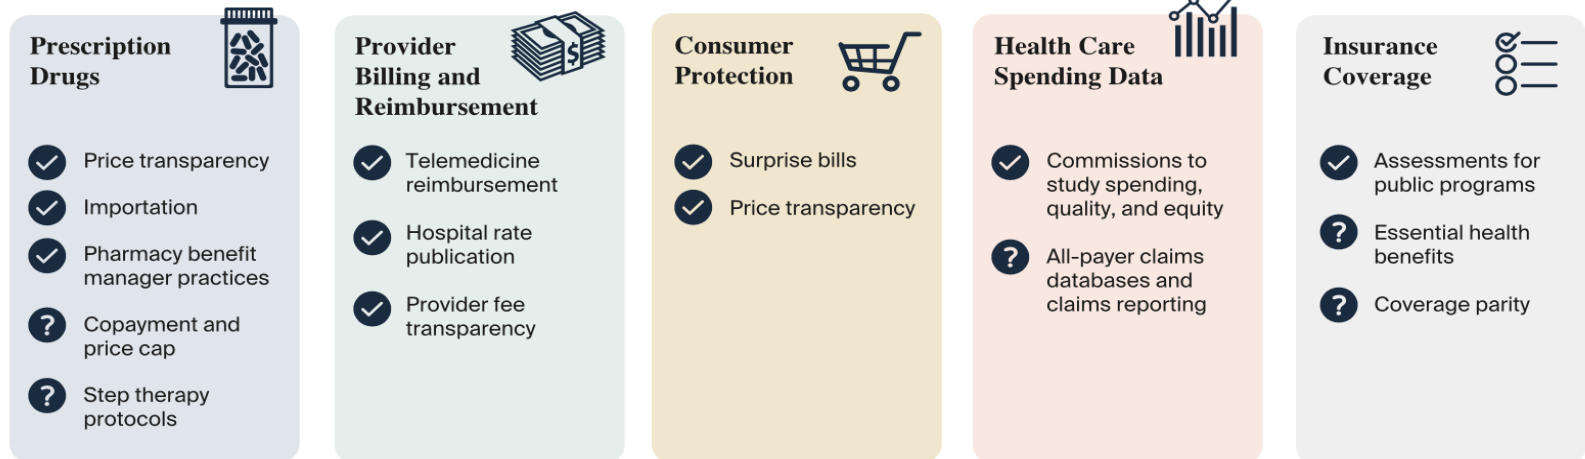 Prescription
Drugs
Price transparency
Importation
Pharmacy benefit
manager practices
?
Copayment and
price cap
?
Step therapy
protocols
Provider
Billing and
Reimbursement
$
Telemedicine
reimbursement
Hospital rate
publication
Provider fee
transparency
Consumer
Protection
Surprise bills
Price transparency
Health Care
Spending Data
Commissions to
study spending,
quality, and equity
?
All-payer claims
databases and
claims reporting
Insurance
Coverage
Assessments for
public programs
?
Essential health
benefits
?
Coverage parity